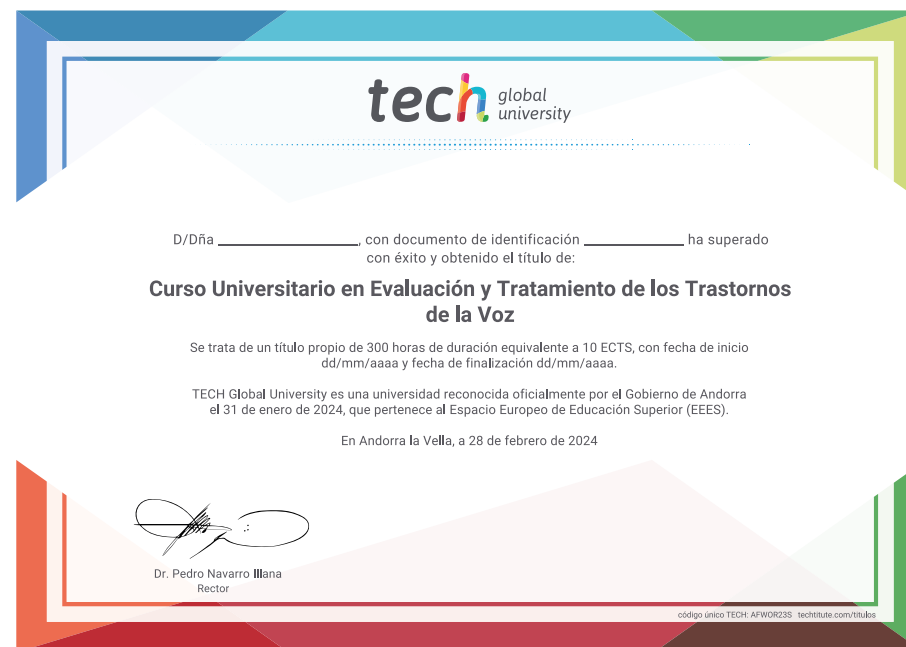 tech global university
D/Dña ____________, con documento de identificación ____________ ha superado
con éxito y obtenido el título de:
Curso Universitario en Evaluación y Tratamiento de los Trastornos
de la Voz
Se trata de un título propio de 300 horas de duración equivalente a 10 ECTS, con fecha de inicio
dd/mm/aaaa y fecha de finalización dd/mm/aaaa.
TECH Global University es una universidad reconocida oficialmente por el Gobierno de Andorra
el 31 de enero de 2024, que pertenece al Espacio Europeo de Educación Superior (EEES).
En Andorra la Vella, a 28 de febrero de 2024
Dr. Pedro Navarro Illana
Rector
código único TECH: AFWOR23S techtitute.com/titulos